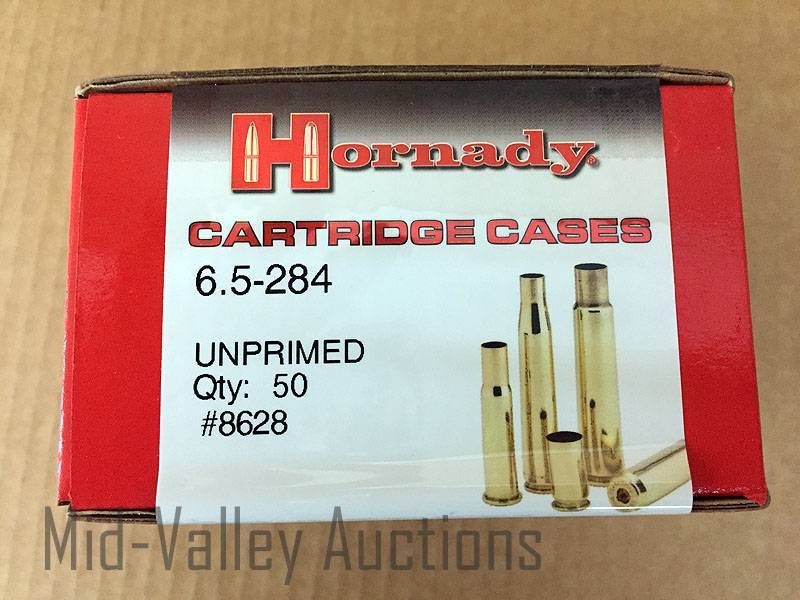 Hornady®
CARTRIDGE CASES
6.5-284
UNPRIMED
Qty: 50
#8628
Mid-Valley Auctions